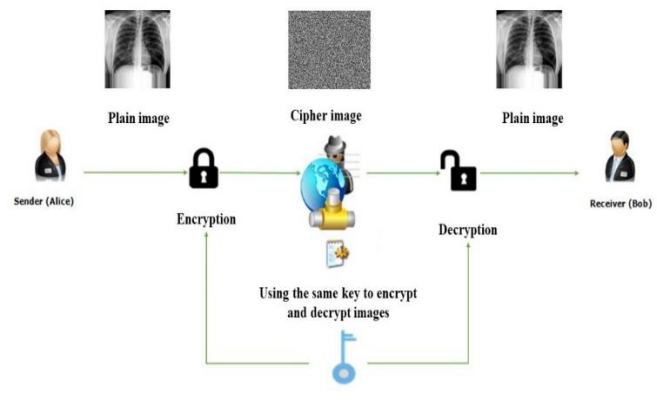 Plain image
Cipher image
Plain image
Sender (Alice)
Receiver (Bob)
Encryption
Decryption
Using the same key to encrypt
and decrypt images